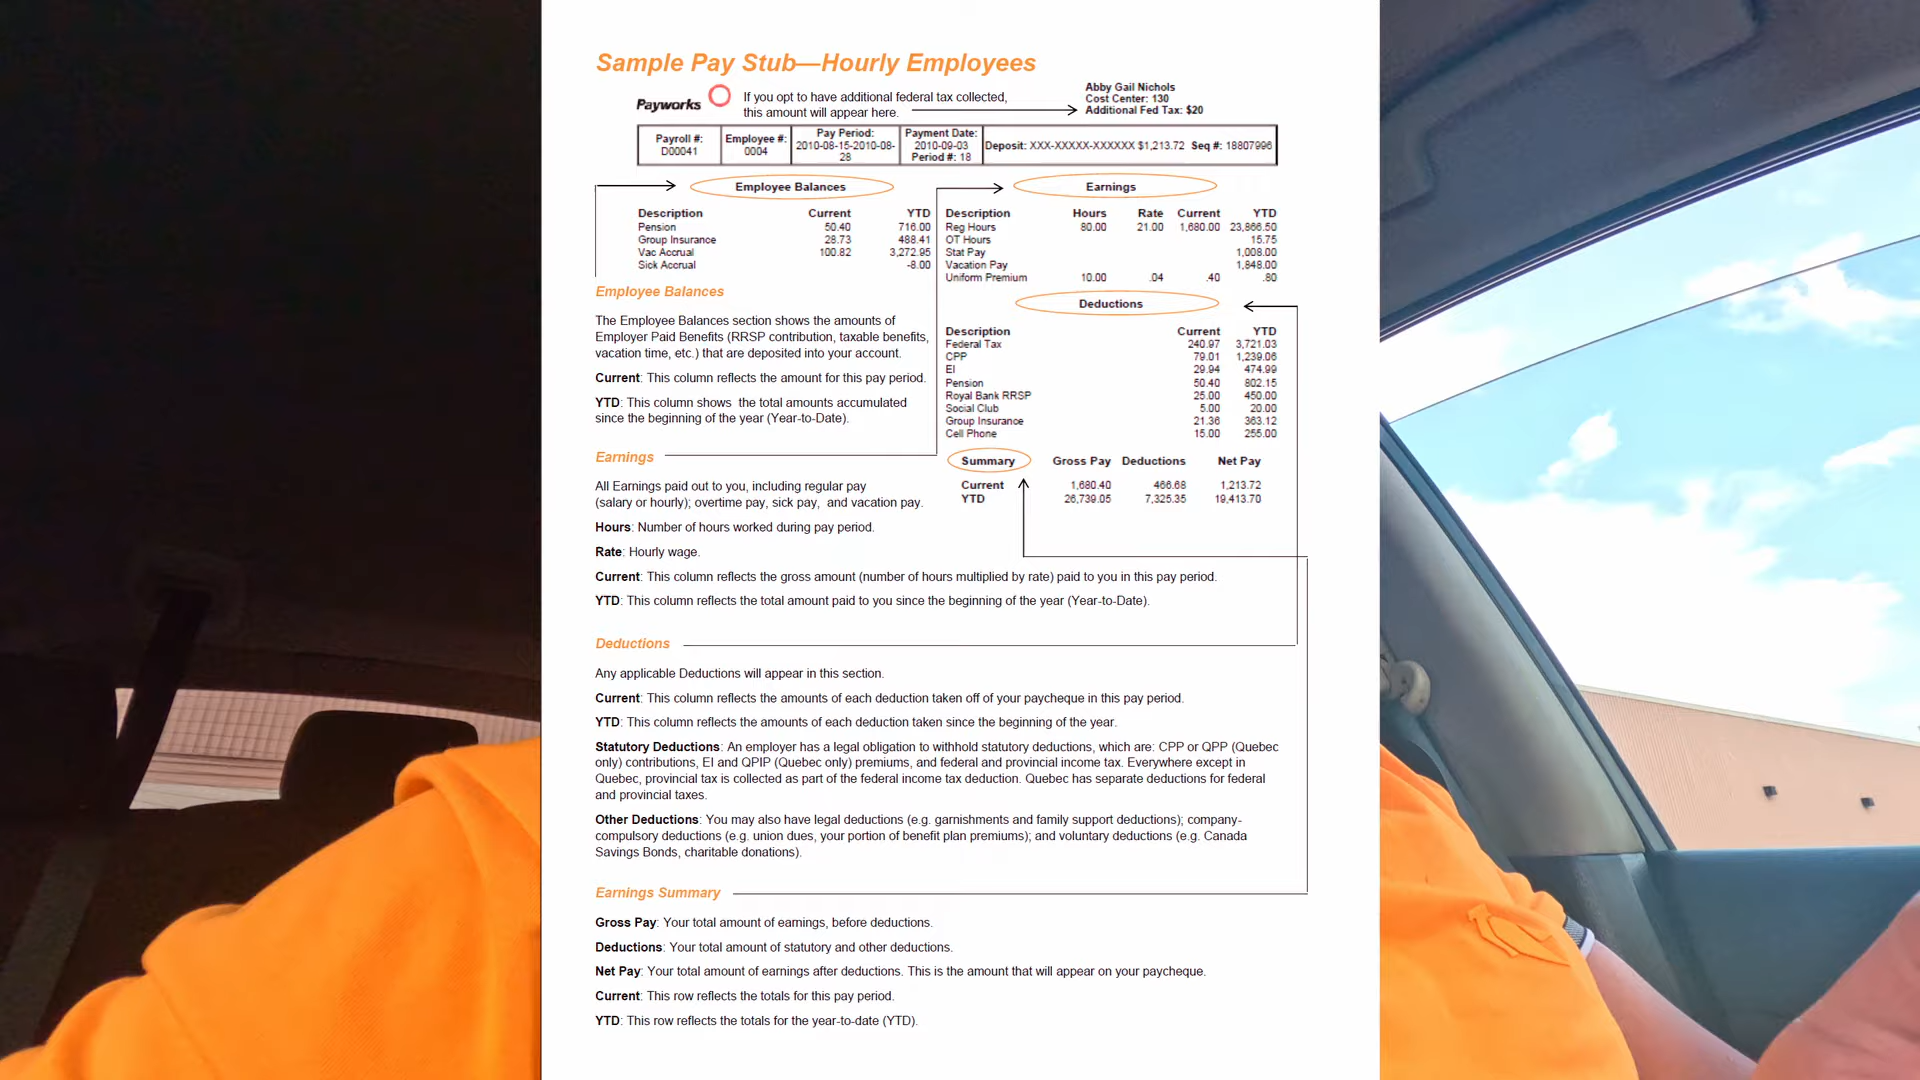 Sample Pay Stub—Hourly Employees
Payworks
If you opt to have additional federal tax collected,
this amount will appear here.
Abby Gail Nichols
Cost Center: 130
Additional Fed Tax: $20
Payroll #: D00041
Employee #: 0004
Pay Period: 2010-08-15-2010-08-28
Payment Date: 2010-09-03 Period #: 18
Deposit: XXX-XXXXX-XXXXXX $1,213.72 Seq #: 18807996
Employee Balances
Description Current YTD
Pension 50.40 716.00
Group Insurance 28.73 488.41
Vac Accrual 100.82 3,272.95
Sick Accrual -8.00
Earnings
Description Hours Rate Current YTD
Reg Hours 80.00 21.00 1,680.00 23,866.50
OT Hours 15.75
Stat Pay 1,008.00
Vacation Pay 1,848.00
Uniform Premium 10.00 .04 .40 .80
Deductions
Description Current YTD
Federal Tax 240.97 3,721.03
CPP 79.01 1,239.06
EI 29.94 474.99
Pension 50.40 802.15
Royal Bank RRSP 25.00 450.00
Social Club 5.00 20.00
Group Insurance 21.36 363.12
Cell Phone 15.00 255.00
Summary Gross Pay Deductions Net Pay
Current 1,680.40 466.68 1,213.72
YTD 26,739.05 7,325.35 19,413.70
Employee Balances
The Employee Balances section shows the amounts of
Employer Paid Benefits (RRSP contribution, taxable benefits,
vacation time, etc.) that are deposited into your account.
Current: This column reflects the amount for this pay period.
YTD: This column shows the total amounts accumulated
since the beginning of the year (Year-to-Date).
Earnings
All Earnings paid out to you, including regular pay
(salary or hourly); overtime pay, sick pay, and vacation pay.
Hours: Number of hours worked during pay period.
Rate: Hourly wage.
Current: This column reflects the gross amount (number of hours multiplied by rate) paid to you in this pay period.
YTD: This column reflects the total amount paid to you since the beginning of the year (Year-to-Date).
Deductions
Any applicable Deductions will appear in this section.
Current: This column reflects the amounts of each deduction taken off of your paycheque in this pay period.
YTD: This column reflects the amounts of each deduction taken since the beginning of the year.
Statutory Deductions: An employer has a legal obligation to withhold statutory deductions, which are: CPP or QPP (Quebec
only) contributions, EI and QPIP (Quebec only) premiums, and federal and provincial income tax. Everywhere except in
Quebec, provincial tax is collected as part of the federal income tax deduction. Quebec has separate deductions for federal
and provincial taxes.
Other Deductions: You may also have legal deductions (e.g. garnishments and family support deductions); company-
compulsory deductions (e.g. union dues, your portion of benefit plan premiums); and voluntary deductions (e.g. Canada
Savings Bonds, charitable donations).
Earnings Summary
Gross Pay: Your total amount of earnings, before deductions.
Deductions: Your total amount of statutory and other deductions.
Net Pay: Your total amount of earnings after deductions. This is the amount that will appear on your paycheque.
Current: This row reflects the totals for this pay period.
YTD: This row reflects the totals for the year-to-date (YTD).